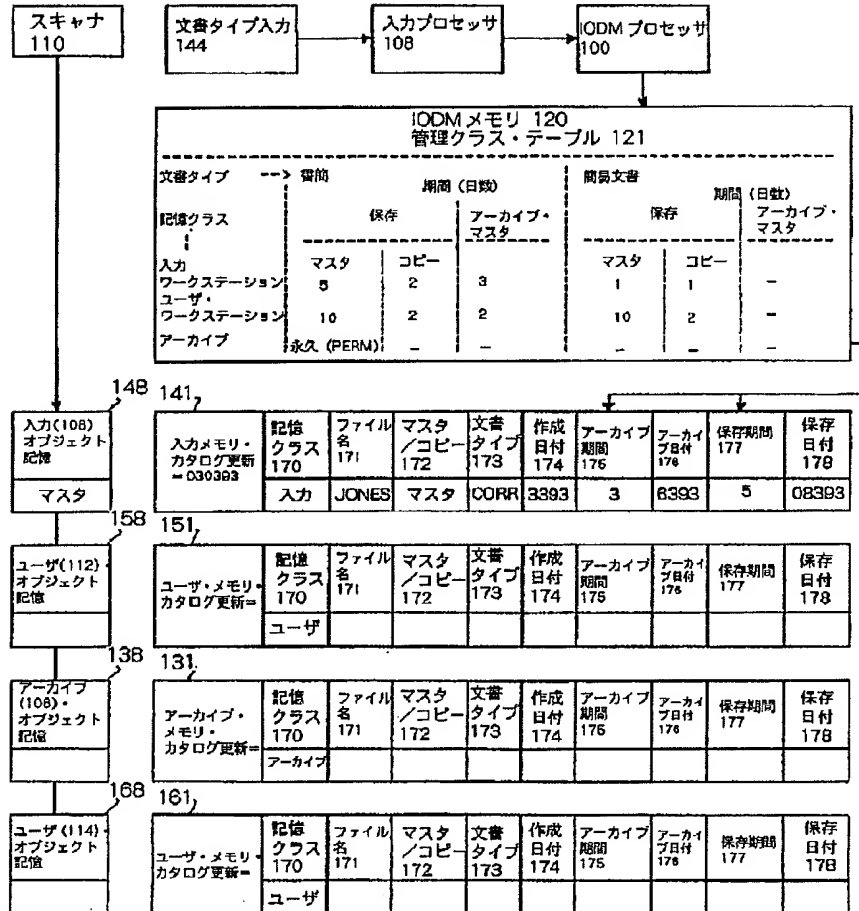 スキャナ
110
文書タイプ入力
144
入力プロセッサ
108
IODM プロセッサ
100
IODM メモリ 120
管理クラス・テーブル 121
文書タイプ --> 書簡 簡易文書
期間 (日数) 期間 (日数)
記憶クラス 保存 アーカイブ・マスタ 保存 アーカイブ・マスタ
マスタ コピー マスタ コピー
入力
ワークステーション 5 2 3 1 1 -
ユーザ・
ワークステーション 10 2 2 10 2 -
アーカイブ 永久 (PERM) - - - - -
148 141
入力(108)
オブジェクト
記憶
マスタ
入力メモリ・
カタログ更新
=030393
記憶クラス 170 ファイル名 171 マスタ/コピー 172 文書タイプ 173 作成日付 174 アーカイブ期間 175 アーカイブ日付 176 保存期間 177 保存日付 178
入力 JONES マスタ CORR 3393 3 6393 5 08393
158 151
ユーザ(112)・
オブジェクト
記憶
ユーザ・メモリ・
カタログ更新=
記憶クラス 170 ファイル名 171 マスタ/コピー 172 文書タイプ 173 作成日付 174 アーカイブ期間 175 アーカイブ日付 176 保存期間 177 保存日付 178
ユーザ
138 131
アーカイブ
(106)・
オブジェクト
記憶
アーカイブ・
メモリ・
カタログ更新=
記憶クラス 170 ファイル名 171 マスタ/コピー 172 文書タイプ 173 作成日付 174 アーカイブ期間 175 アーカイブ日付 176 保存期間 177 保存日付 178
アーカイブ
168 161
ユーザ(114)・
オブジェクト
記憶
ユーザ・メモリ・
カタログ更新=
記憶クラス 170 ファイル名 171 マスタ/コピー 172 文書タイプ 173 作成日付 174 アーカイブ期間 175 アーカイブ日付 176 保存期間 177 保存日付 178
ユーザ